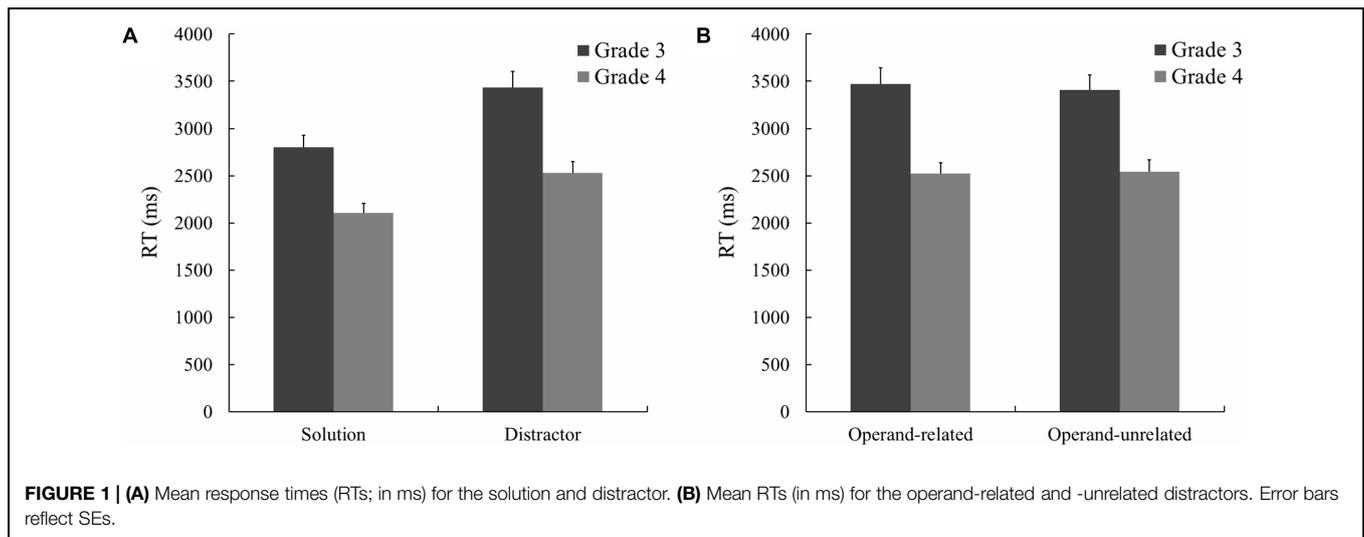 A
4000
3500
3000
2500
2000
1500
1000
500
0
RT (ms)
Grade 3
Grade 4
Solution
Distractor
B
4000
3500
3000
2500
2000
1500
1000
500
0
RT (ms)
Grade 3
Grade 4
Operand-related
Operand-unrelated
FIGURE 1 | (A) Mean response times (RTs; in ms) for the solution and distractor. (B) Mean RTs (in ms) for the operand-related and -unrelated distractors. Error bars
reflect SEs.